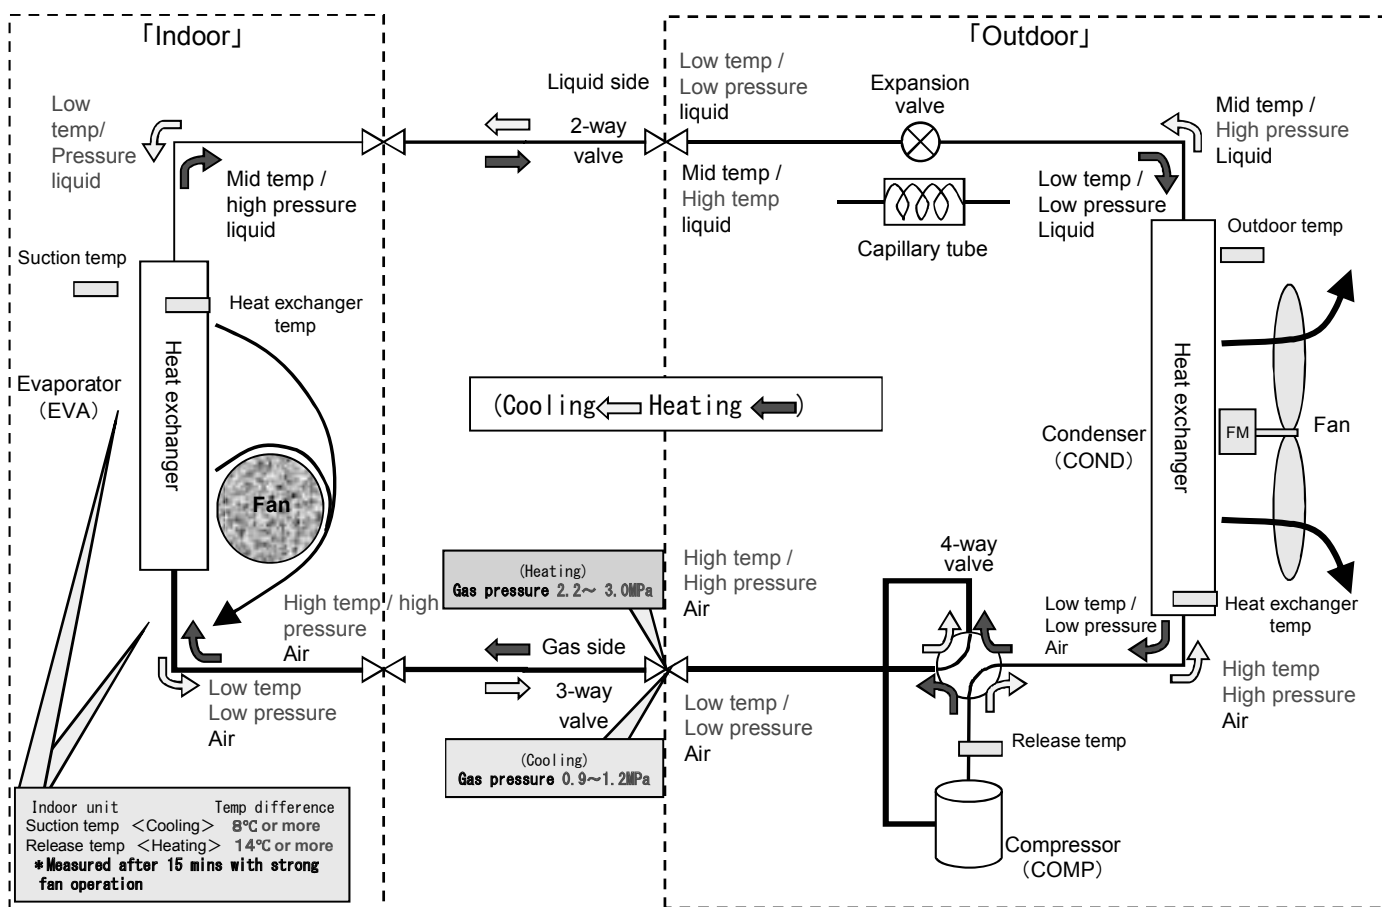 「Indoor」
「Outdoor」
Low
temp/
Pressure
liquid
Mid temp /
high pressure
liquid
Liquid side
2-way
valve
Low temp /
Low pressure
liquid
Mid temp /
High temp
liquid
Expansion
valve
Capillary tube
Mid temp /
High pressure
Liquid
Low temp /
Low pressure
Liquid
Suction temp
Heat exchanger
temp
Heat exchanger
Evaporator
（EVA）
Fan
(Cooling Heating )
Outdoor temp
Heat exchanger
FM
Fan
Condenser
（COND）
Heat exchanger
temp
4-way
valve
(Heating)
Gas pressure 2.2～ 3.0MPa
High temp /
High pressure
Air
High temp / high
pressure
Air
Gas side
3-way
valve
Low temp
Low pressure
Air
Low temp /
Low pressure
Air
Low temp /
Low pressure
Air
High temp
High pressure
Air
(Cooling)
Gas pressure 0.9～1.2MPa
Release temp
Compressor
（COMP）
Indoor unit Temp difference
Suction temp ＜Cooling＞ 8℃ or more
Release temp ＜Heating＞ 14℃ or more
＊Measured after 15 mins with strong
fan operation